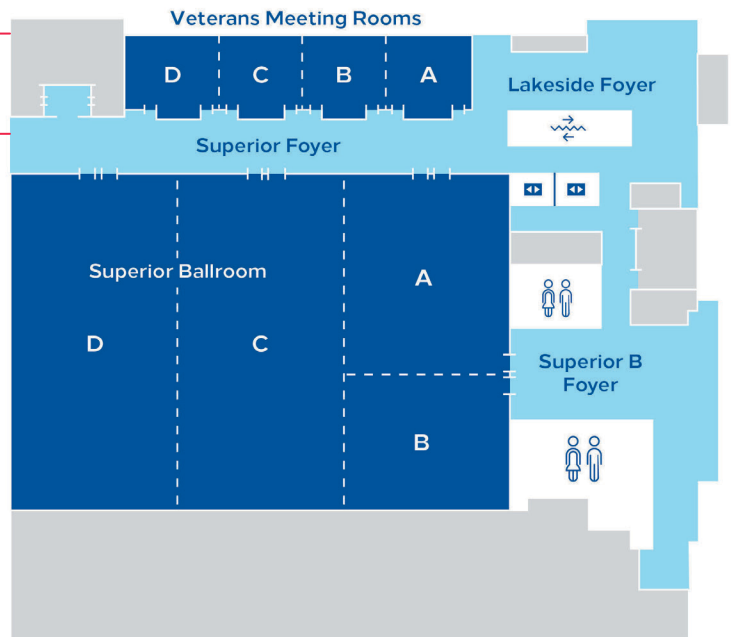 Veterans Meeting Rooms
D
C
B
A
Lakeside Foyer
Superior Foyer
Superior Ballroom
A
D
C
Superior B
Foyer
B